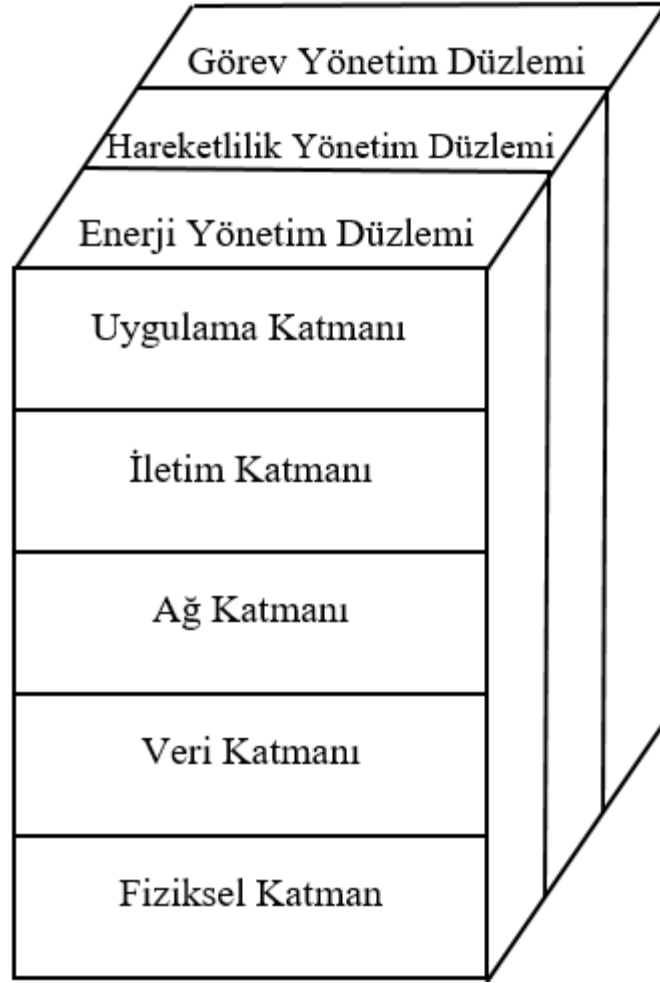 Görev Yönetim Düzlemi
Hareketlilik Yönetim Düzlemi
Enerji Yönetim Düzlemi
Uygulama Katmanı
İletim Katmanı
Ağ Katmanı
Veri Katmanı
Fiziksel Katman